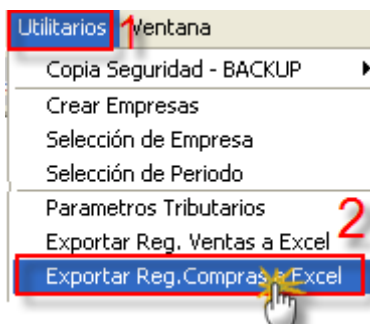 Utilitarios 1 Ventana
Copia Seguridad - BACKUP
Crear Empresas
Selección de Empresa
Selección de Periodo
Parametros Tributarios
2
Exportar Reg. Ventas a Excel
Exportar Reg.Compras a Excel